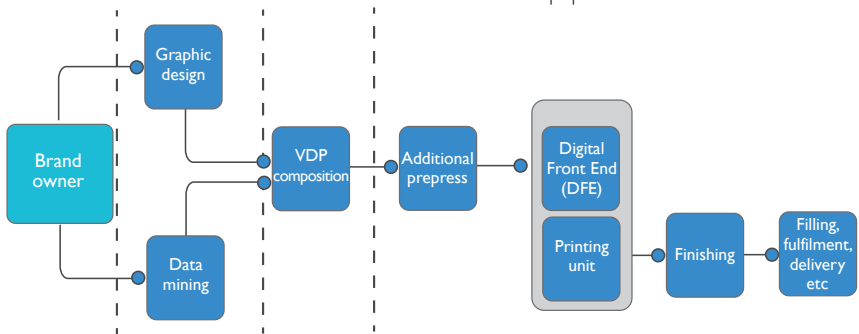 Brand
owner
Graphic
design
Data
mining
VDP
composition
Additional
prepress
Digital
Front End
(DFE)
Printing
unit
Finishing
Filling,
fulfilment,
delivery
etc